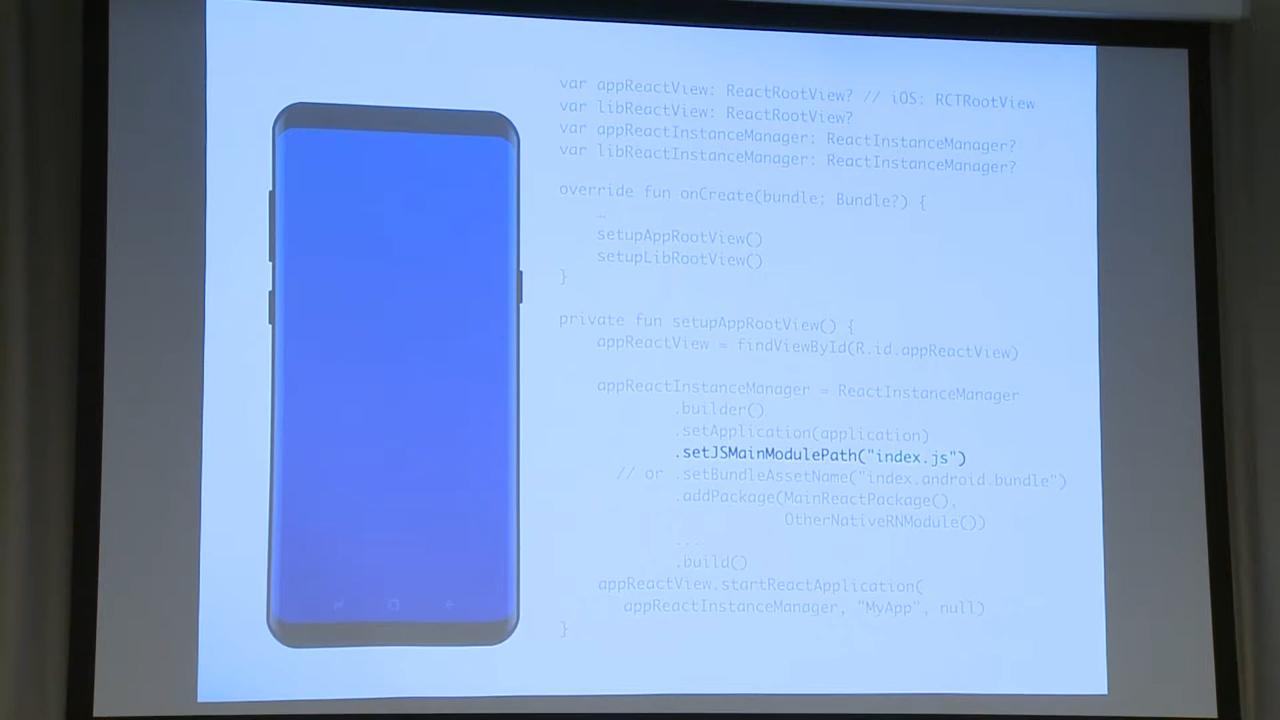 var appReactView: ReactRootView? // iOS: RCTRootView
var libReactView: ReactRootView?
var appReactInstanceManager: ReactInstanceManager?
var libReactInstanceManager: ReactInstanceManager?
override fun onCreate(bundle: Bundle?) {
…
setupAppRootView()
setupLibRootView()
}
private fun setupAppRootView() {
appReactView = findViewById(R.id.appReactView)
appReactInstanceManager = ReactInstanceManager
.builder()
.setApplication(application)
.setJSMainModulePath("index.js")
// or .setBundleAssetName("index.android.bundle")
.addPackage(MainReactPackage(),
OtherNativeRNModule())
...
.build()
appReactView.startReactApplication(
appReactInstanceManager, "MyApp", null)
}